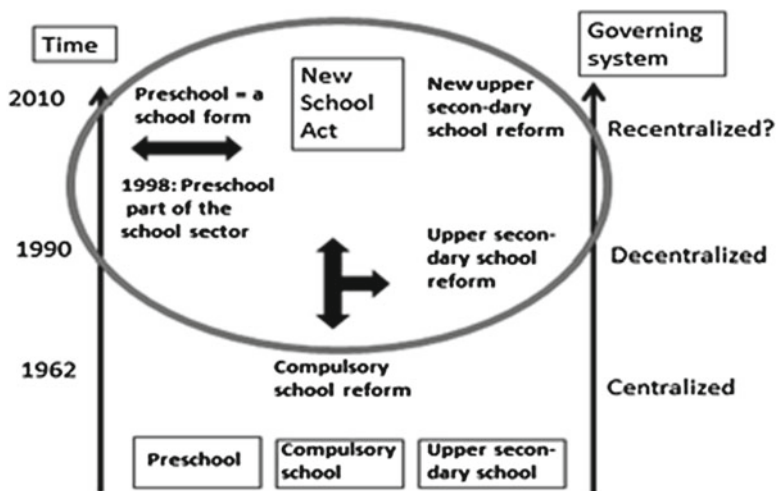 Time
Governing
system
2010
Preschool = a
school form
New
School
Act
New upper
secon-dary
school reform
Recentralized?
1998: Preschool
part of the
school sector
1990
Upper secon-
dary school
reform
Decentralized
1962
Compulsory
school reform
Centralized
Preschool
Compulsory
school
Upper secon-
dary school